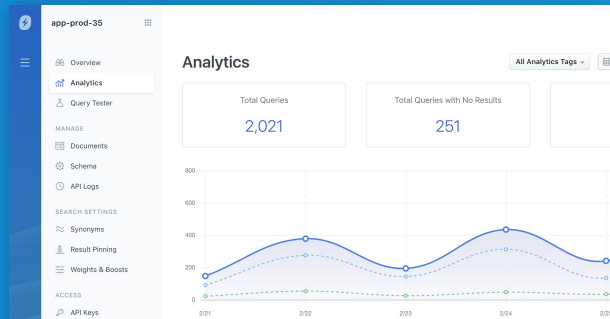 app-prod-35
Overview
Analytics
Query Tester
MANAGE
Documents
Schema
API Logs
SEARCH SETTINGS
Synonyms
Result Pinning
Weights & Boosts
ACCESS
API Keys
Analytics
All Analytics Tags
Total Queries
2,021
Total Queries with No Results
251
800
600
400
200
0
2/21
2/22
2/23
2/24